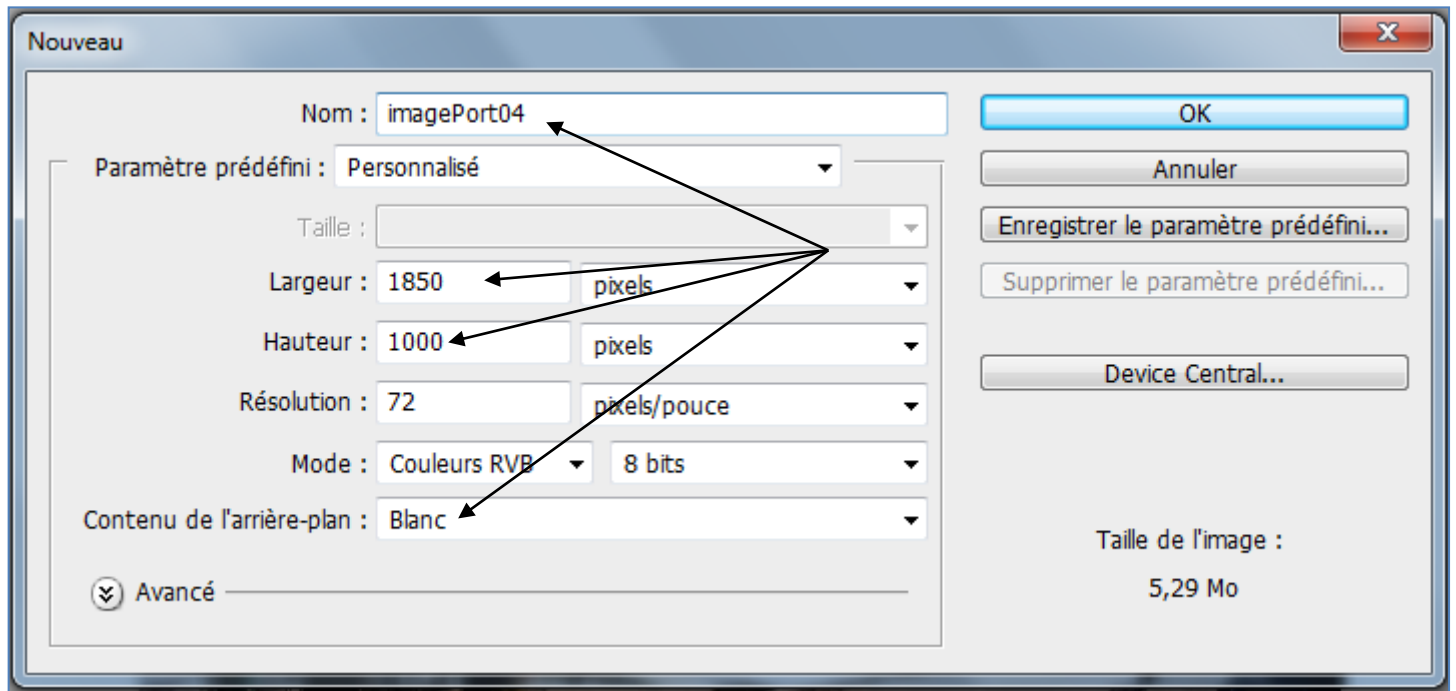 Nouveau
Nom : imagePort04
OK
Paramètre prédéfini : Personnalisé
Annuler
Taille :
Enregistrer le paramètre prédéfini...
Largeur : 1850 pixels
Supprimer le paramètre prédéfini...
Hauteur : 1000 pixels
Device Central...
Résolution : 72 pixels/pouce
Mode : Couleurs RVB 8 bits
Contenu de l'arrière-plan : Blanc
Taille de l'image :
Avancé
5,29 Mo